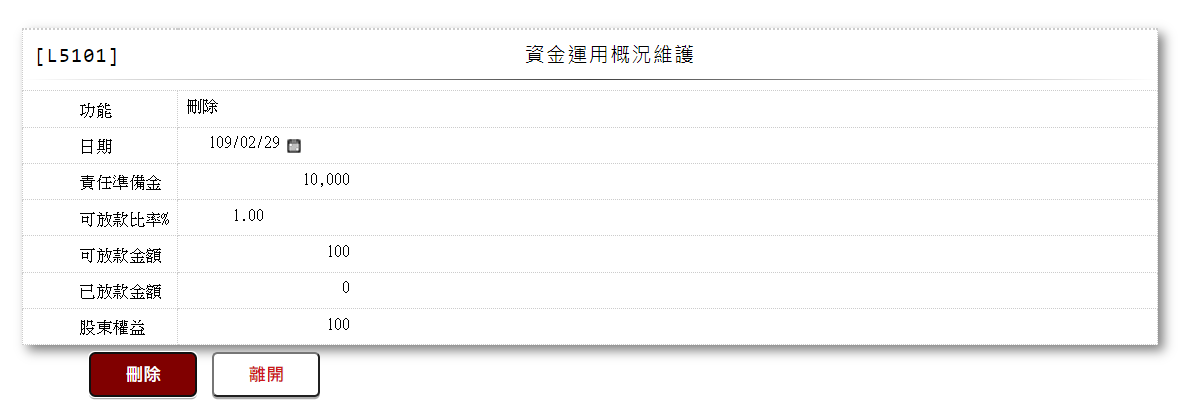 [L5101] 資金運用概況維護
功能 刪除
日期 109/02/29
責任準備金 10,000
可放款比率% 1.00
可放款金額 100
已放款金額 0
股東權益 100
刪除 離開